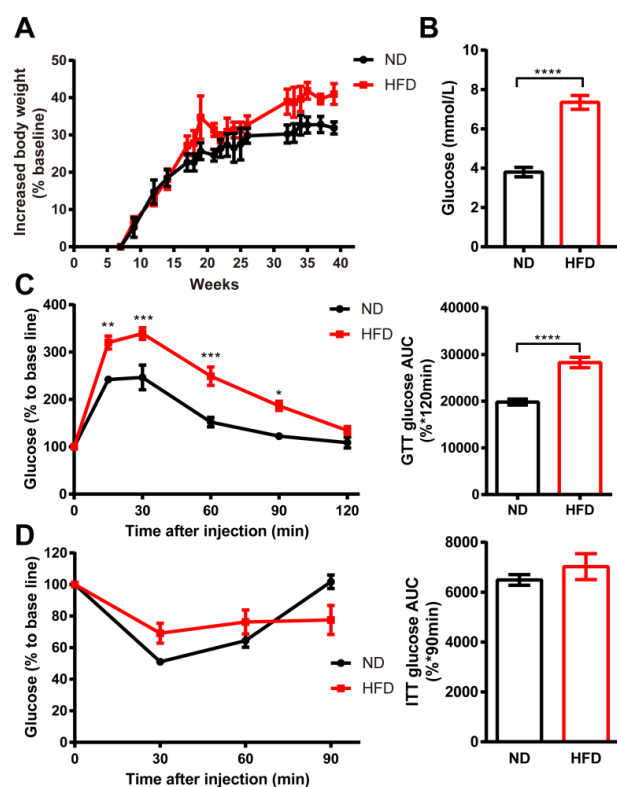 A
ND
HFD
Increased body weight
(% baseline)
50
40
30
20
10
0
0 5 10 15 20 25 30 35 40
Weeks
B
****
Glucose (mmol/L)
8
6
4
2
0
ND HFD
C
ND
HFD
Glucose (% to base line)
400
300
200
100
0
** *** *** *
0 30 60 90 120
Time after injection (min)
****
GTT glucose AUC
(%*120min)
40000
30000
20000
10000
0
ND HFD
D
Glucose (% to base line)
120
100
80
60
40
20
0
ND
HFD
0 30 60 90
Time after injection (min)
ITT glucose AUC
(%*90min)
8000
6000
4000
2000
0
ND HFD